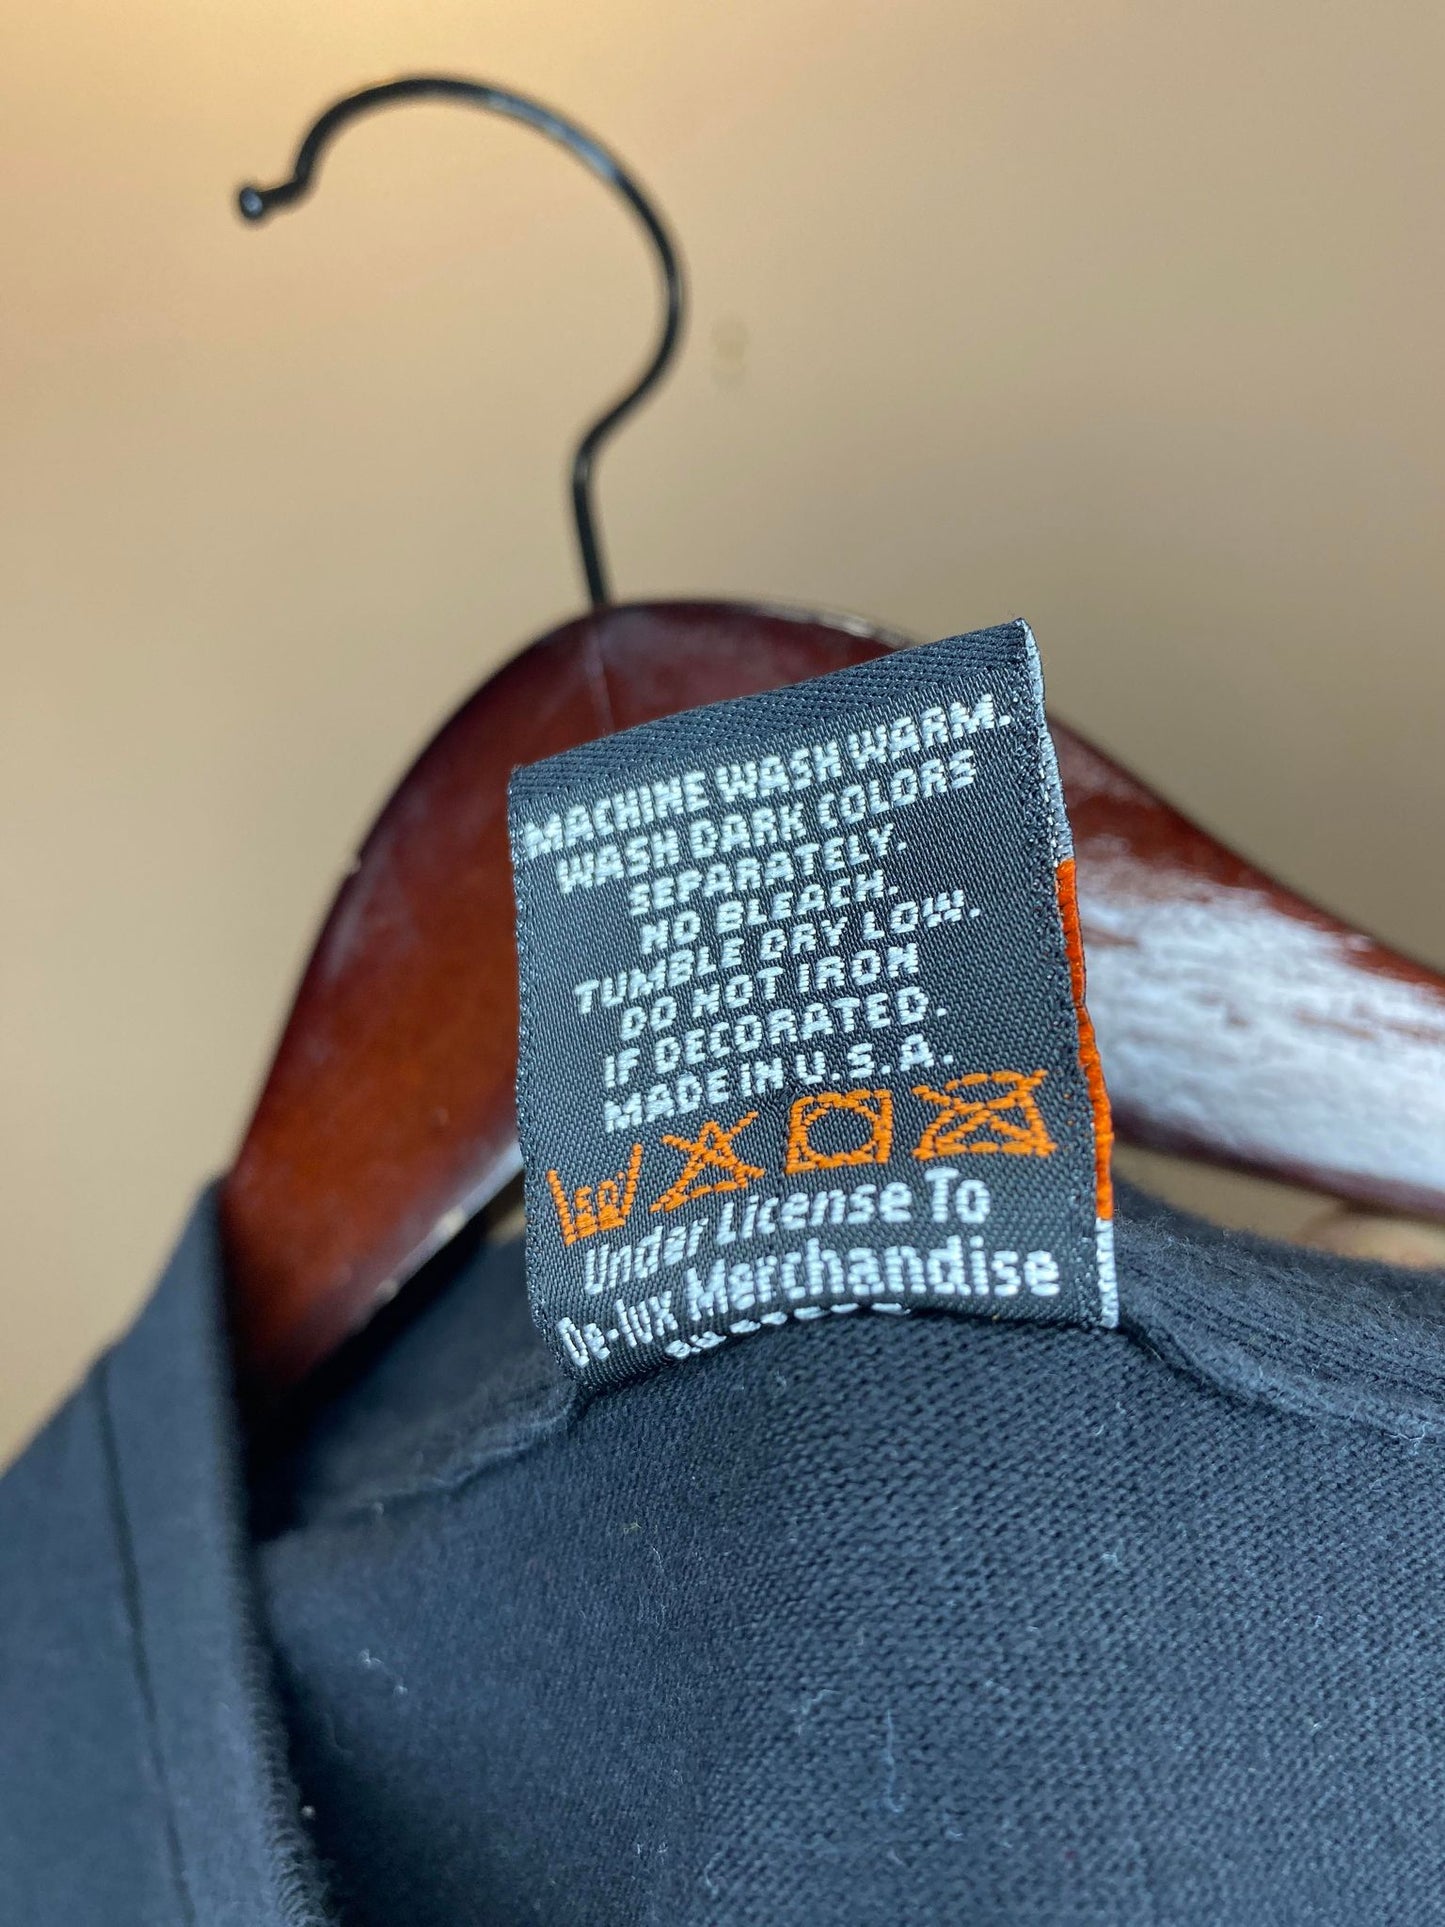 MACHINE WASH WARM.
WASH DARK COLORS
SEPARATELY.
NO BLEACH.
TUMBLE DRY LOW.
DO NOT IRON
IF DECORATED.
MADE IN U.S.A.
50
Under License To
De-lux Merchandise